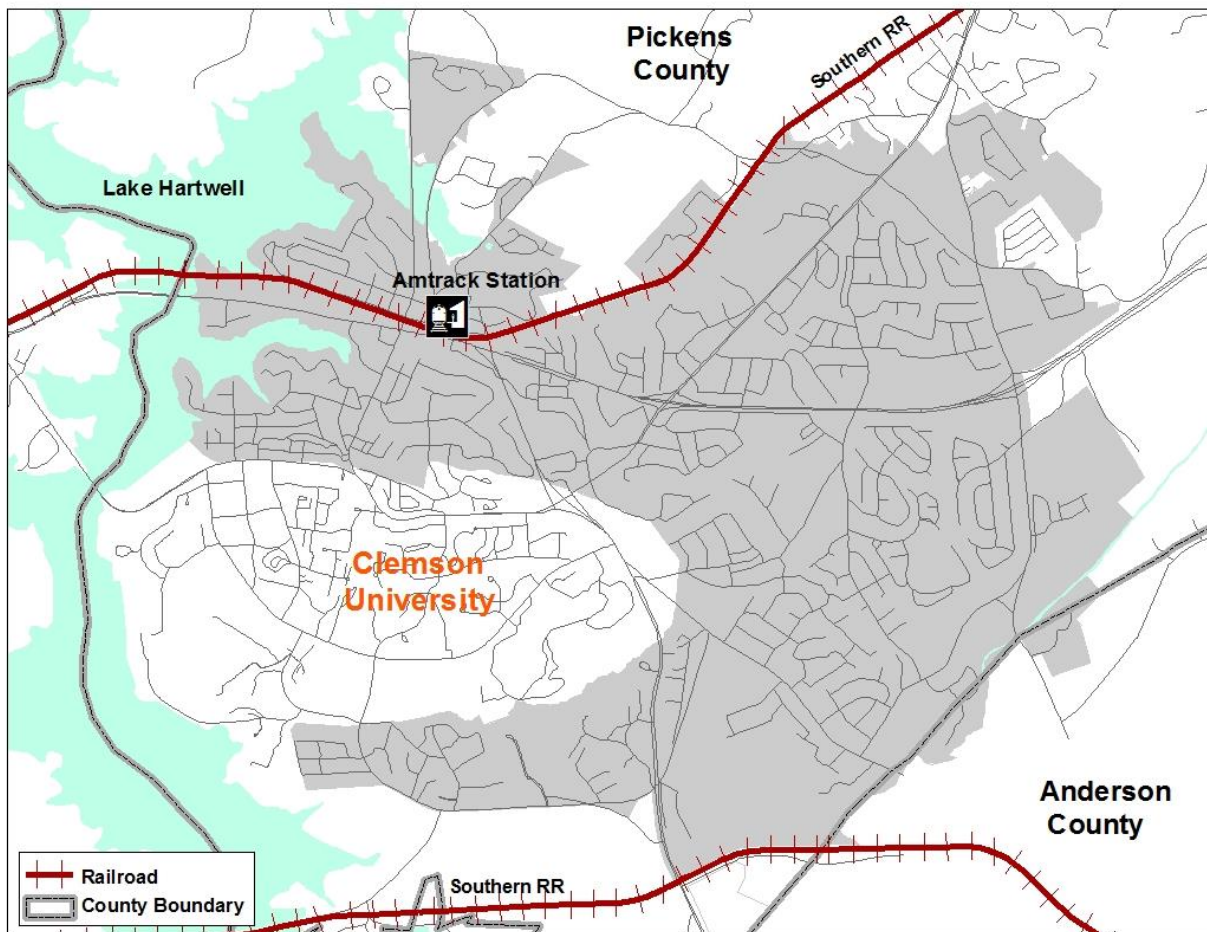 Pickens
County
Southern RR
Lake Hartwell
Amtrack Station
Clemson
University
Anderson
County
Railroad
County Boundary
Southern RR